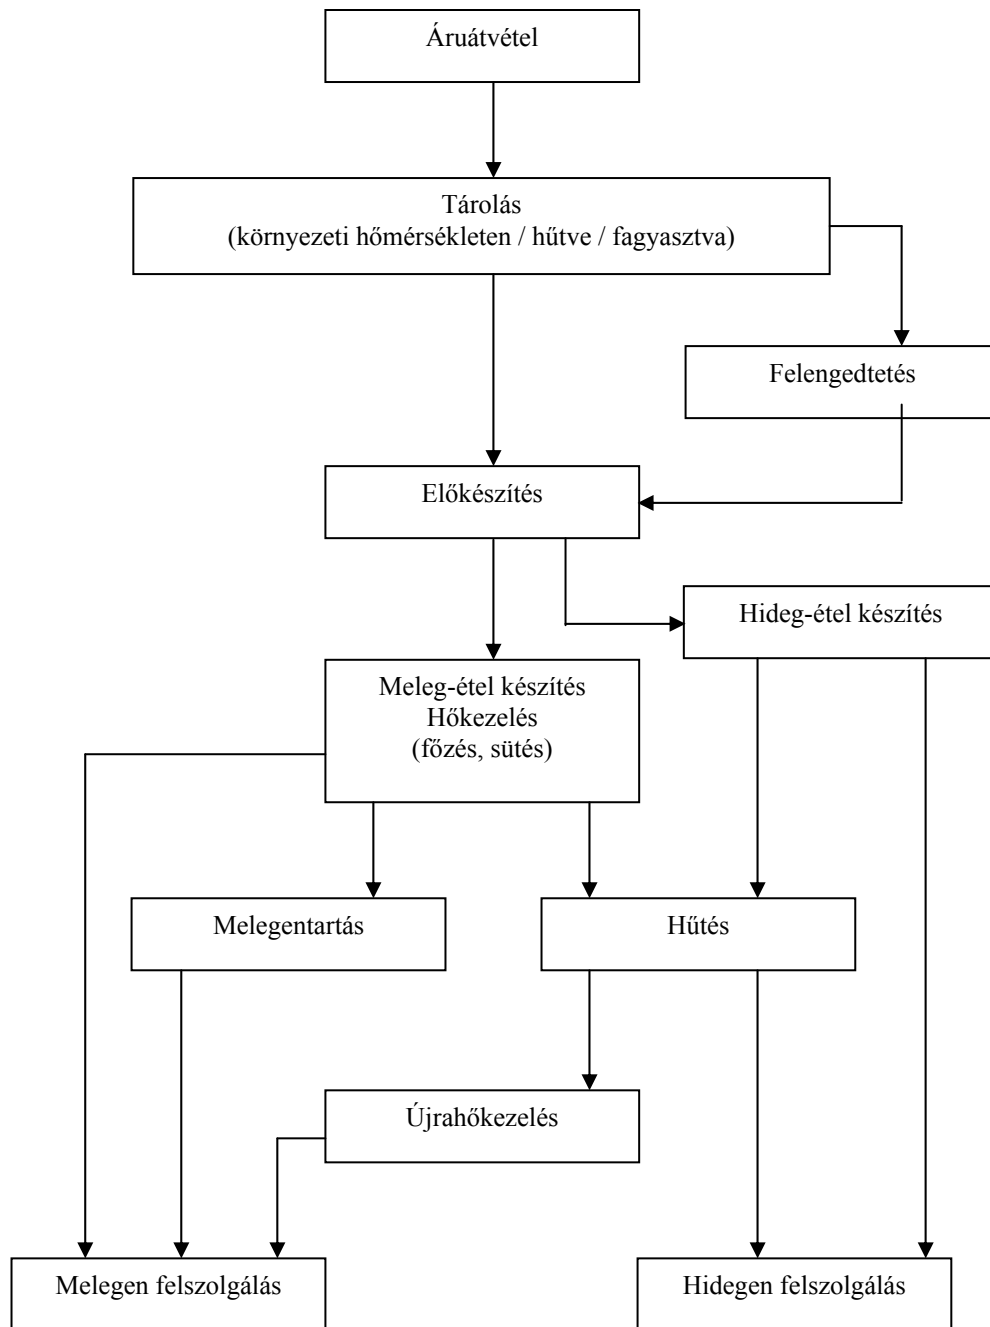 Áruátvétel
Tárolás
(környezeti hőmérsékleten / hűtve / fagyasztva)
Felengedtetés
Előkészítés
Hideg-étel készítés
Meleg-étel készítés
Hőkezelés
(főzés, sütés)
Melegentartás
Hűtés
Újrahőkezelés
Melegen felszolgálás
Hidegen felszolgálás